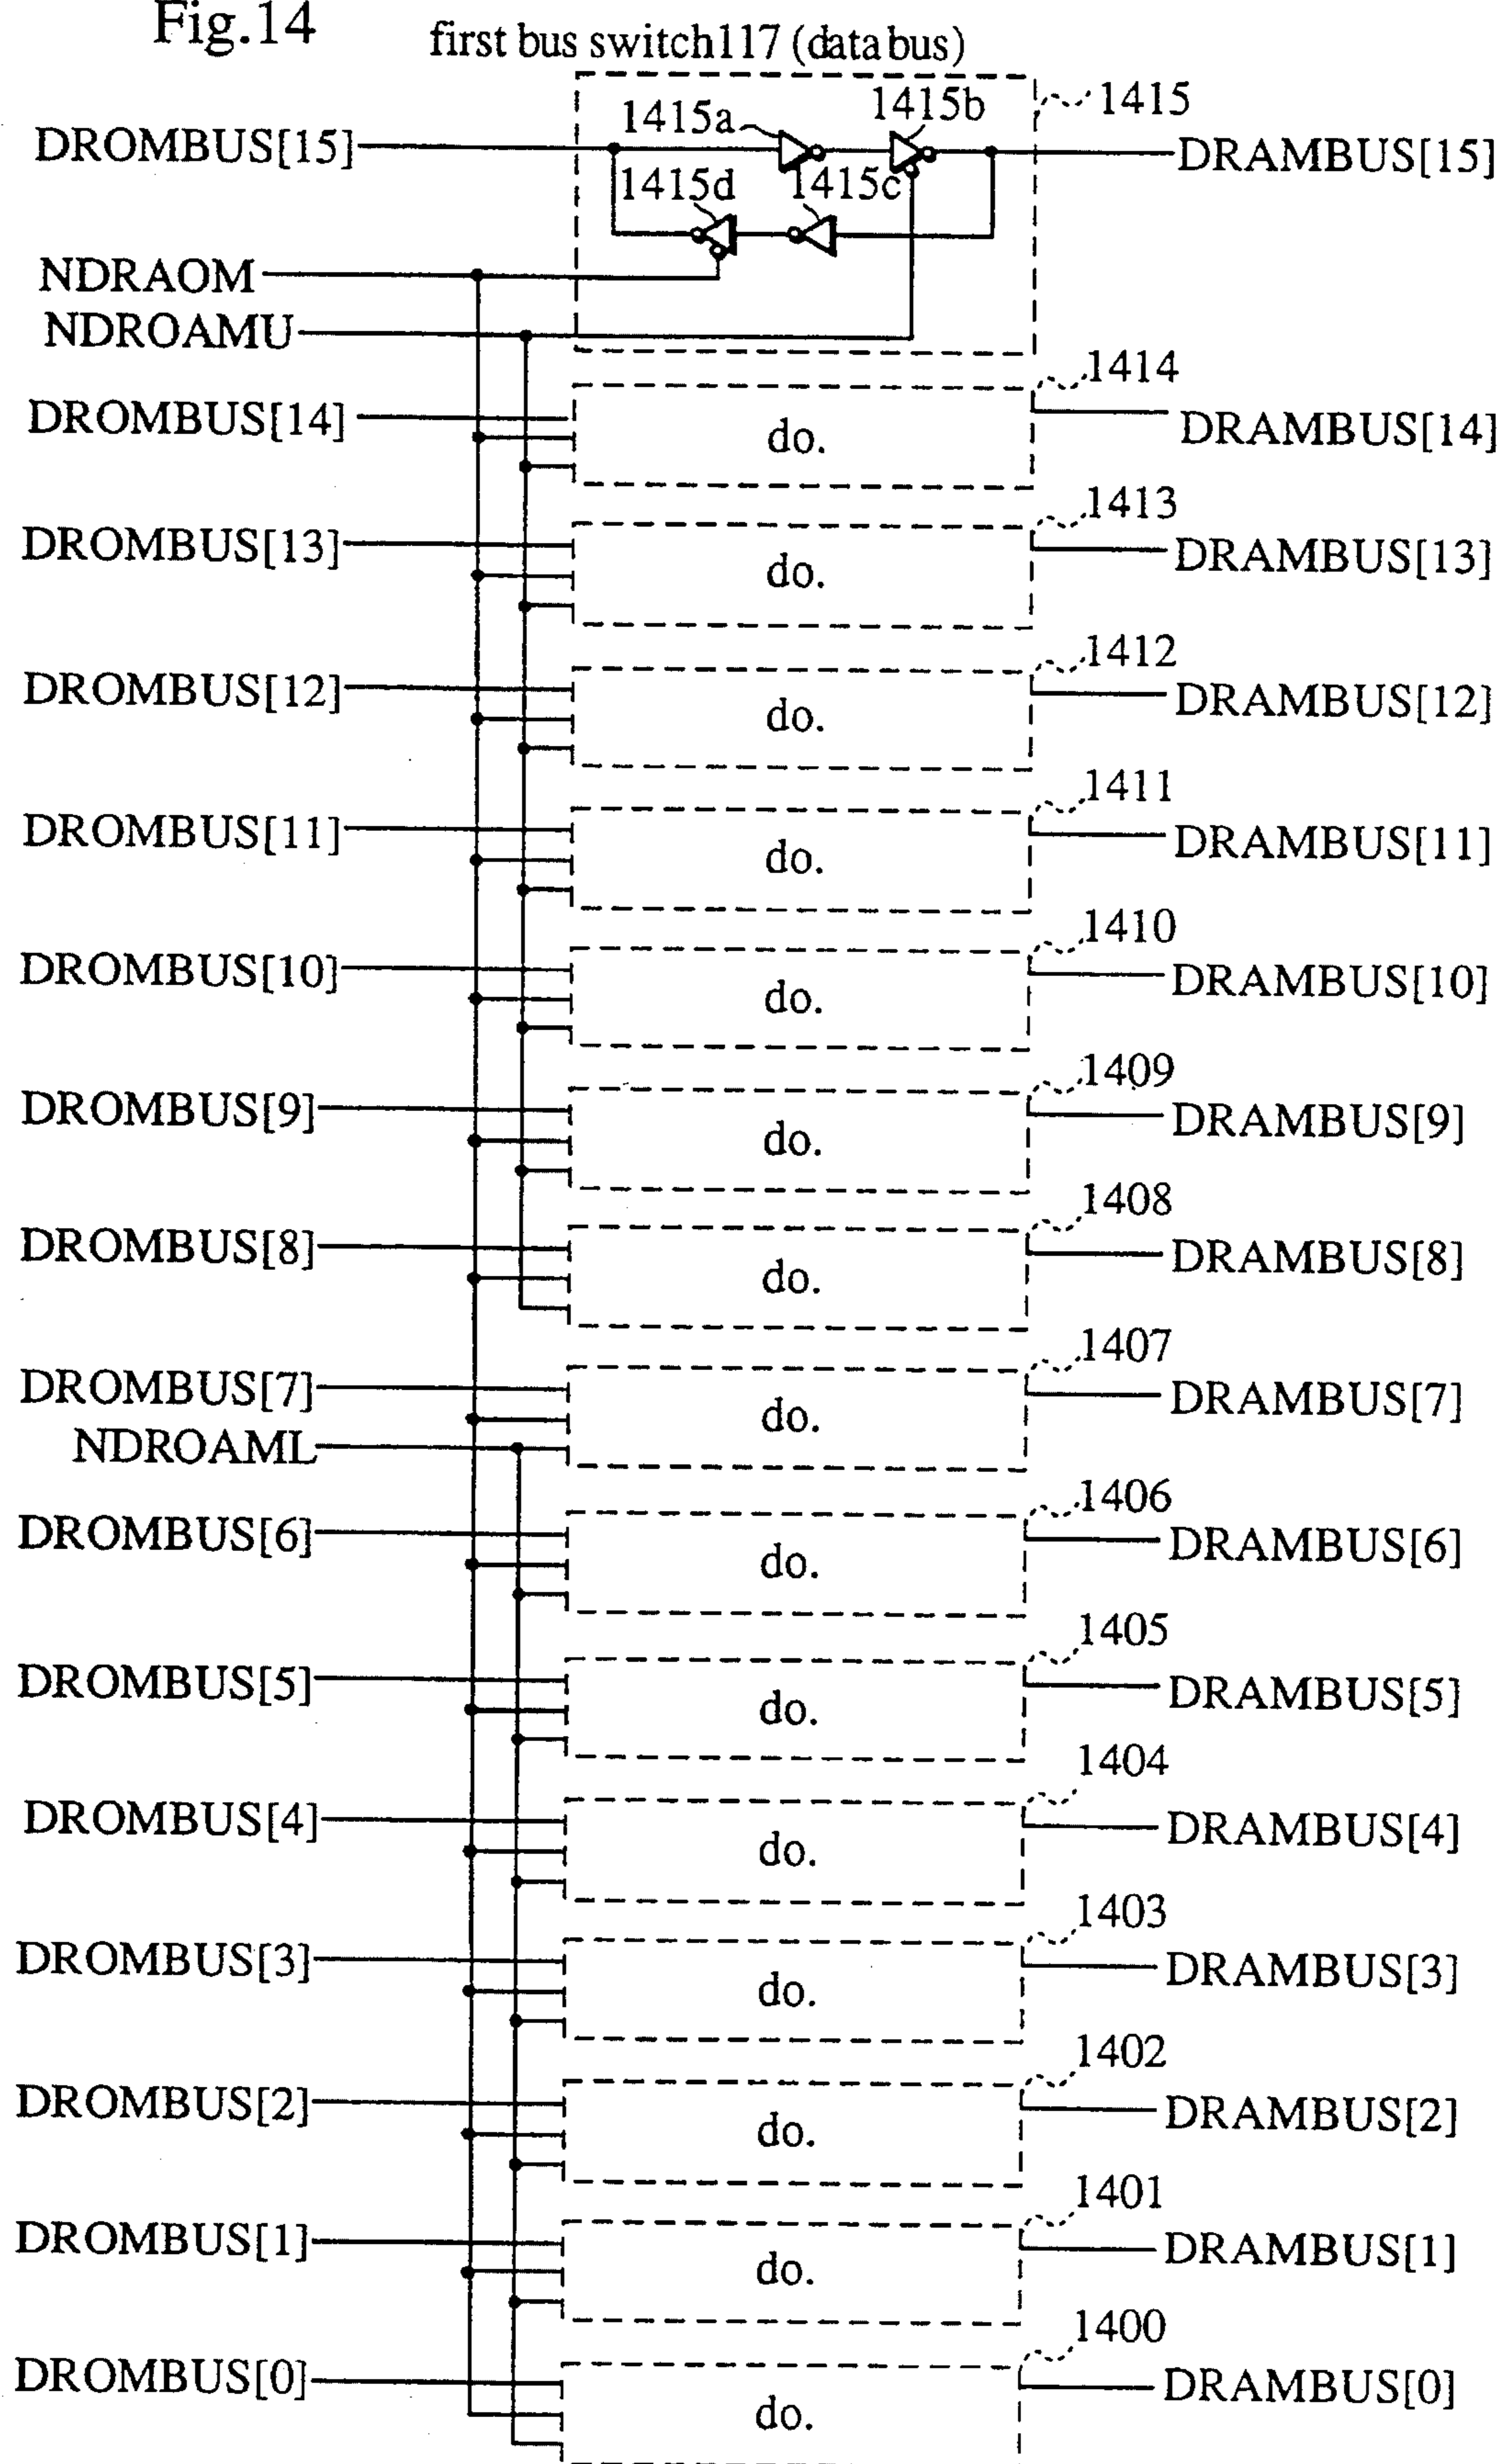 Fig.14
first bus switch117 (data bus)
1415a
1415b
1415
DROMBUS[15]
DRAMBUS[15]
1415d
1415c
NDRAOM
NDROAMU
1414
DROMBUS[14]
do.
DRAMBUS[14]
1413
DROMBUS[13]
do.
DRAMBUS[13]
1412
DROMBUS[12]
do.
DRAMBUS[12]
1411
DROMBUS[11]
do.
DRAMBUS[11]
1410
DROMBUS[10]
do.
DRAMBUS[10]
1409
DROMBUS[9]
do.
DRAMBUS[9]
1408
DROMBUS[8]
do.
DRAMBUS[8]
1407
DROMBUS[7]
do.
DRAMBUS[7]
NDROAML
1406
DROMBUS[6]
do.
DRAMBUS[6]
1405
DROMBUS[5]
do.
DRAMBUS[5]
1404
DROMBUS[4]
do.
DRAMBUS[4]
1403
DROMBUS[3]
do.
DRAMBUS[3]
1402
DROMBUS[2]
do.
DRAMBUS[2]
1401
DROMBUS[1]
do.
DRAMBUS[1]
1400
DROMBUS[0]
do.
DRAMBUS[0]